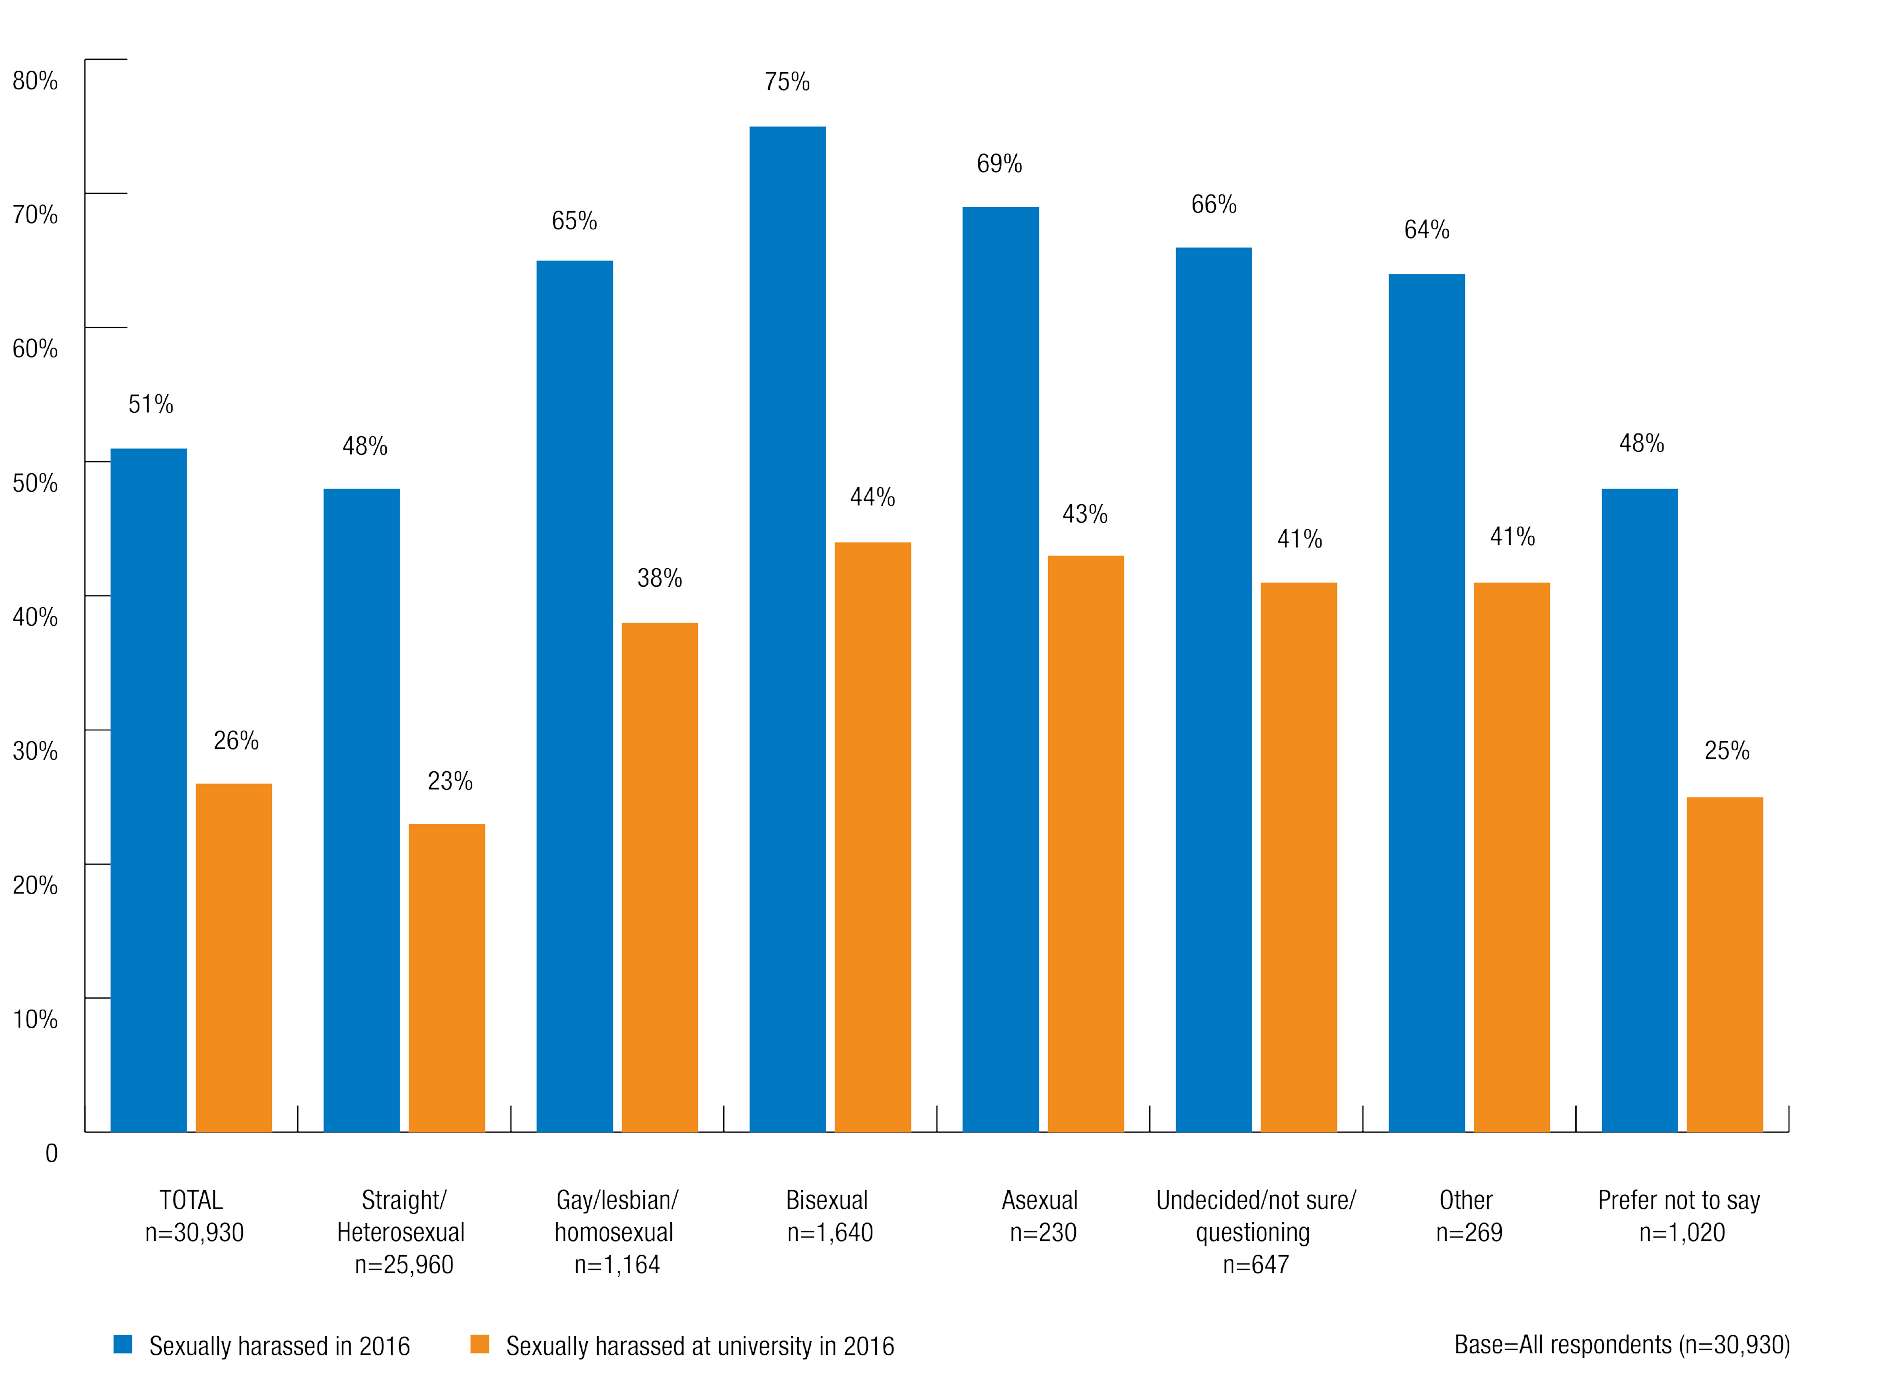 80%
70%
60%
50%
40%
30%
20%
10%
0
51%
26%
48%
23%
65%
38%
75%
44%
69%
43%
66%
41%
64%
41%
48%
25%
TOTAL
n=30,930
Straight/
Heterosexual
n=25,960
Gay/lesbian/
homosexual
n=1,164
Bisexual
n=1,640
Asexual
n=230
Undecided/not sure/
questioning
n=647
Other
n=269
Prefer not to say
n=1,020
Sexually harassed in 2016
Sexually harassed at university in 2016
Base=All respondents (n=30,930)